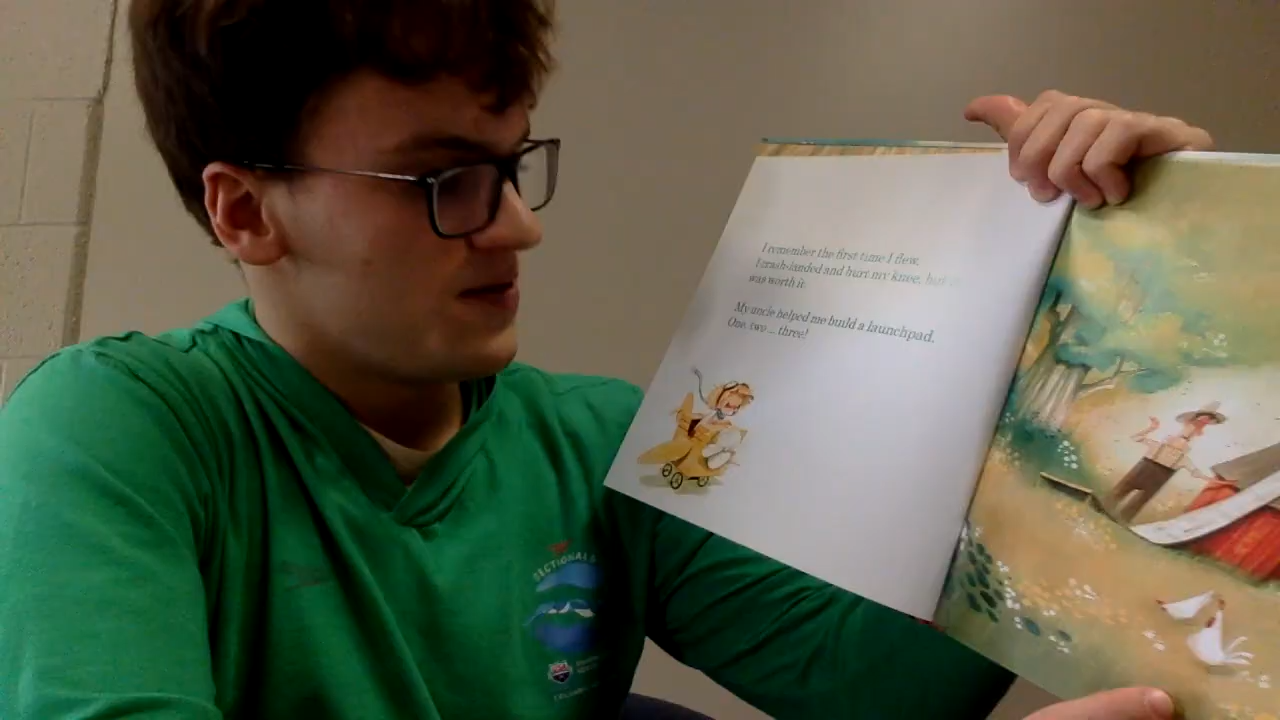 I remember the first time I flew.
I crash-landed and hurt my knee, but it
was worth it.
My uncle helped me build a launchpad.
One, two ... three!
SECTIONALS